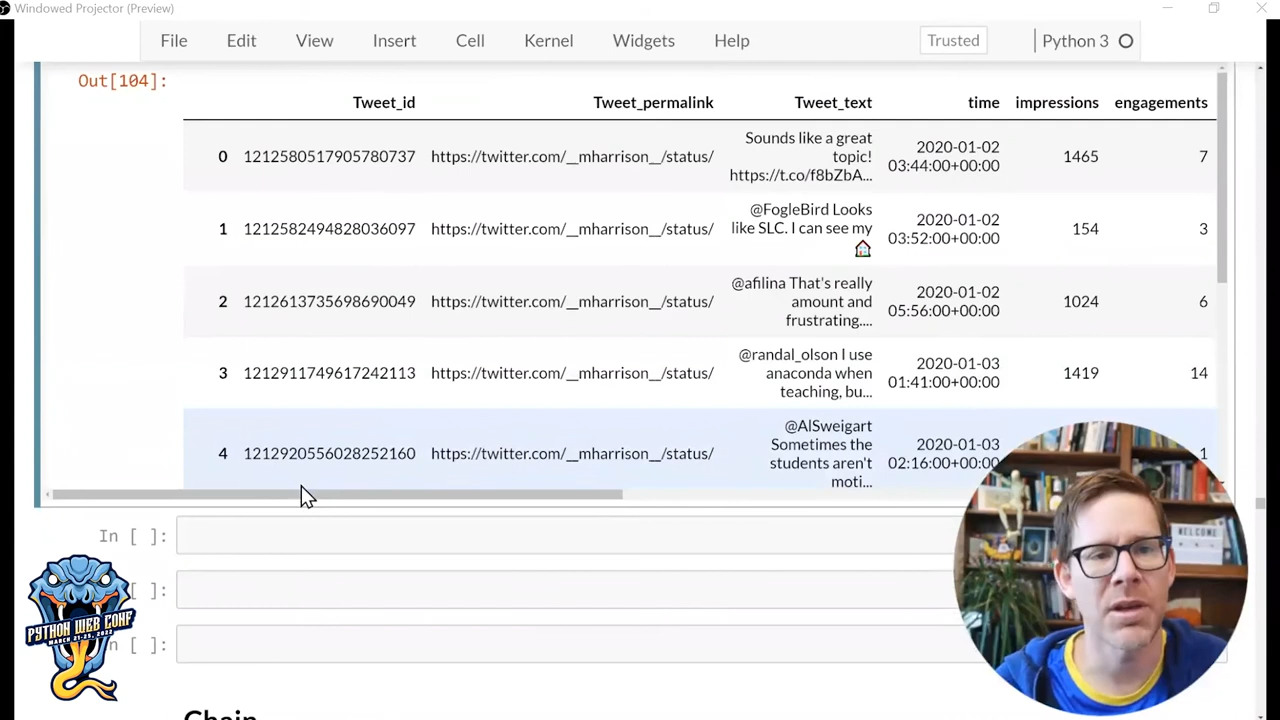 Windowed Projector (Preview)
File Edit View Insert Cell Kernel Widgets Help Trusted Python 3
Out[104]:
Tweet_id Tweet_permalink Tweet_text time impressions engagements
0 1212580517905780737 https://twitter.com/__mharrison__/status/ Sounds like a great topic! https://t.co/f8bZbA... 2020-01-02 03:44:00+00:00 1465 7
1 1212582494828036097 https://twitter.com/__mharrison__/status/ @FogleBird Looks like SLC. I can see my 🏠 2020-01-02 03:52:00+00:00 154 3
2 1212613735698690049 https://twitter.com/__mharrison__/status/ @afilina That's really amount and frustrating.... 2020-01-02 05:56:00+00:00 1024 6
3 1212911749617242113 https://twitter.com/__mharrison__/status/ @randal_olson I use anaconda when teaching, bu... 2020-01-03 01:41:00+00:00 1419 14
4 1212920556028252160 https://twitter.com/__mharrison__/status/ @AlSweigart Sometimes the students aren't moti... 2020-01-03 02:16:00+00:00 1
In [ ]:
[ ]:
n [ ]:
PYTHON WEB CONF
MARCH 21-25, 2022
WELCOME
Chain